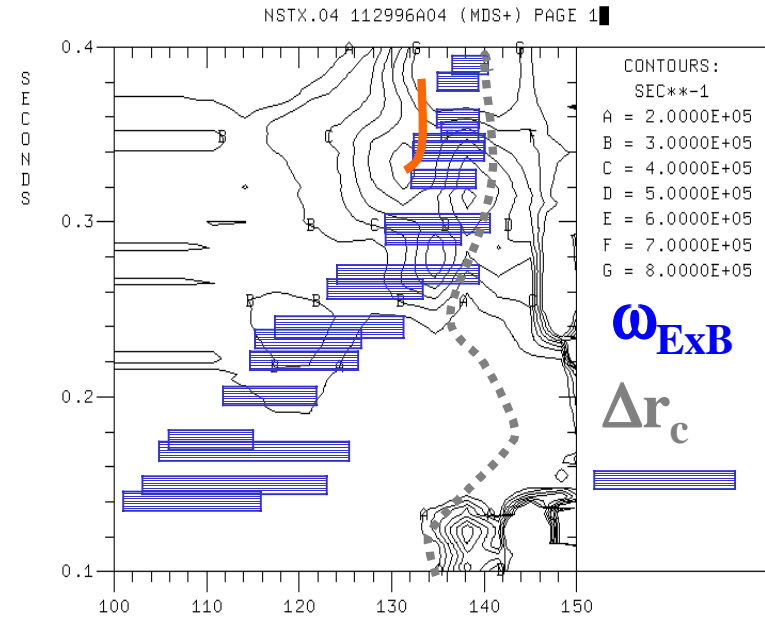 NSTX.04 112996A04 (MDS+) PAGE 1
SECONDS
0.4
0.3
0.2
0.1
100 110 120 130 140 150
A G A
B C F
B C D D
B B B A C
D A
A A
CONTOURS:
SEC**-1
A = 2.0000E+05
B = 3.0000E+05
C = 4.0000E+05
D = 5.0000E+05
E = 6.0000E+05
F = 7.0000E+05
G = 8.0000E+05
ωExB
Δrc